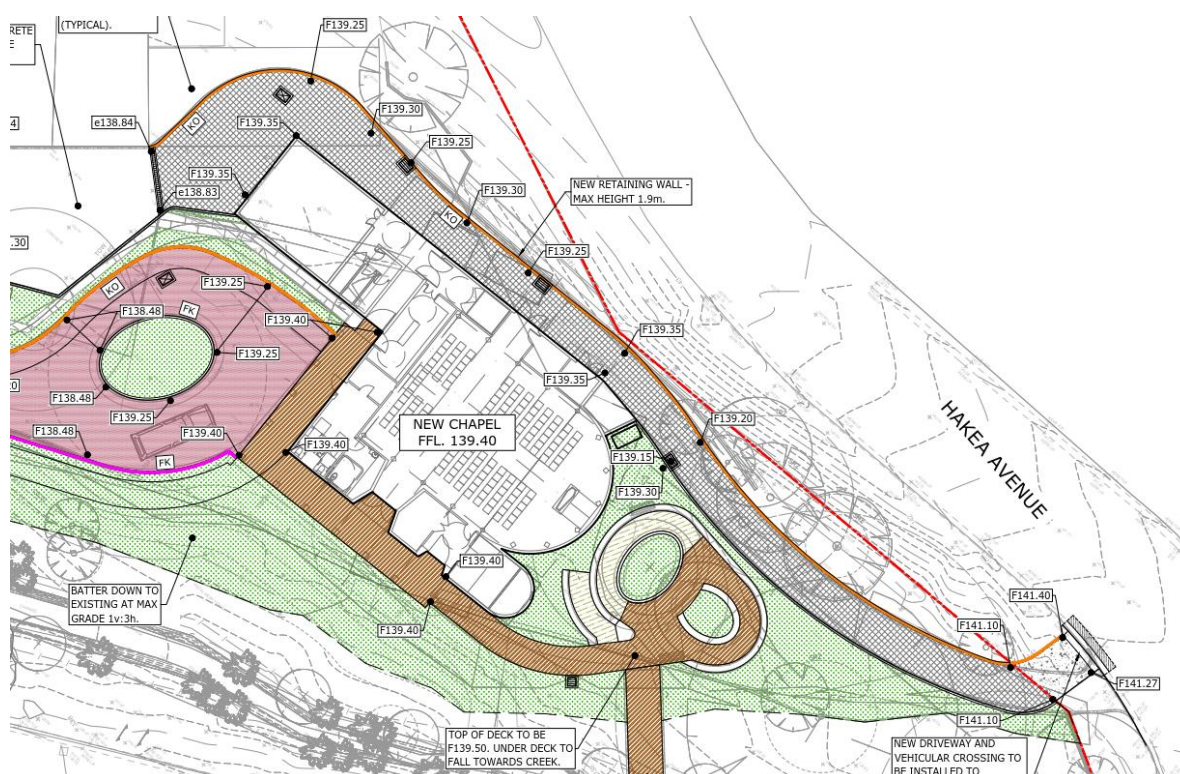 (TYPICAL).
RETE
E
F139.25
KO
F139.30
e138.84
F139.35
F139.25
4
F139.35
e138.83
F139.30
NEW RETAINING WALL -
MAX HEIGHT 1.9m.
KO
.30
F139.25
F139.25
KO
F138.48
FK
F139.40
F139.35
F139.25
F139.35
20
F138.48
F139.25
NEW CHAPEL
FFL. 139.40
F139.20
HAKEA AVENUE
F138.48
F139.40
F139.40
F139.15
FK
F139.30
F139.40
BATTER DOWN TO
EXISTING AT MAX
GRADE 1v:3h.
F141.40
F139.40
F141.10
F141.27
F141.10
TOP OF DECK TO BE
F139.50. UNDER DECK TO
FALL TOWARDS CREEK.
NEW DRIVEWAY AND
VEHICULAR CROSSING TO
BE INSTALLED TO